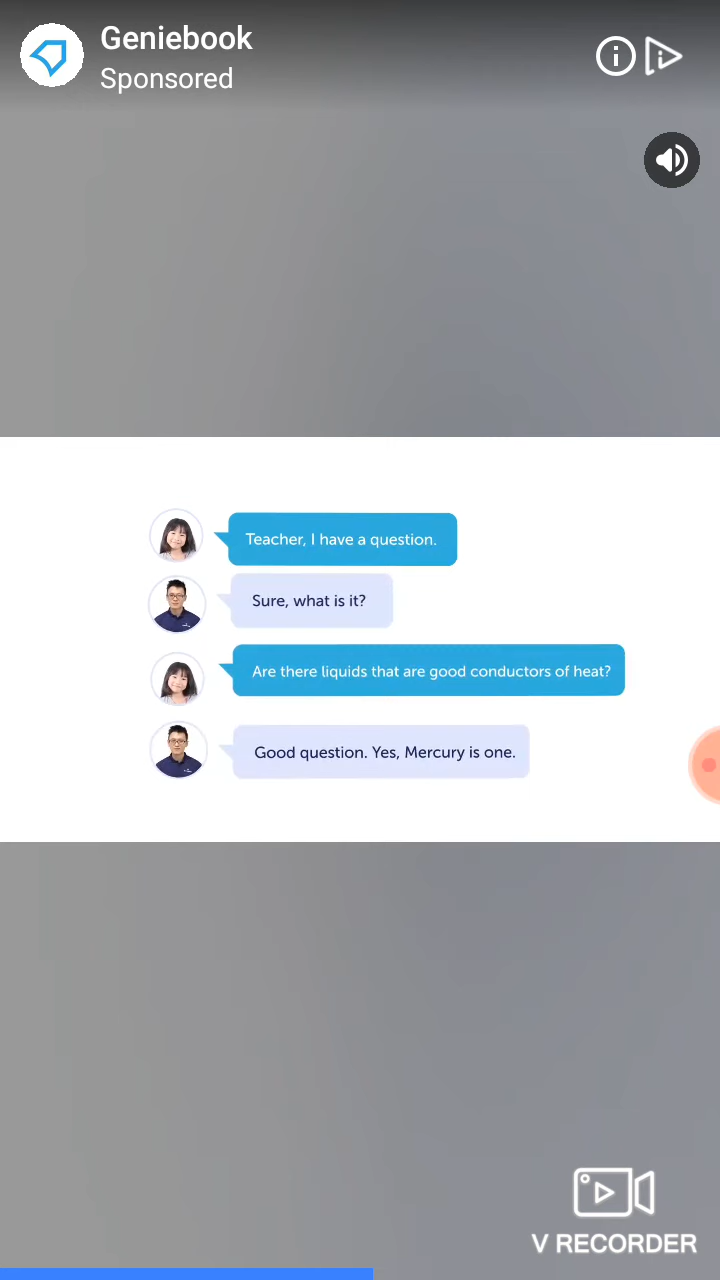 Geniebook
Sponsored
Teacher, I have a question.
Sure, what is it?
Are there liquids that are good conductors of heat?
Good question. Yes, Mercury is one.
V RECORDER